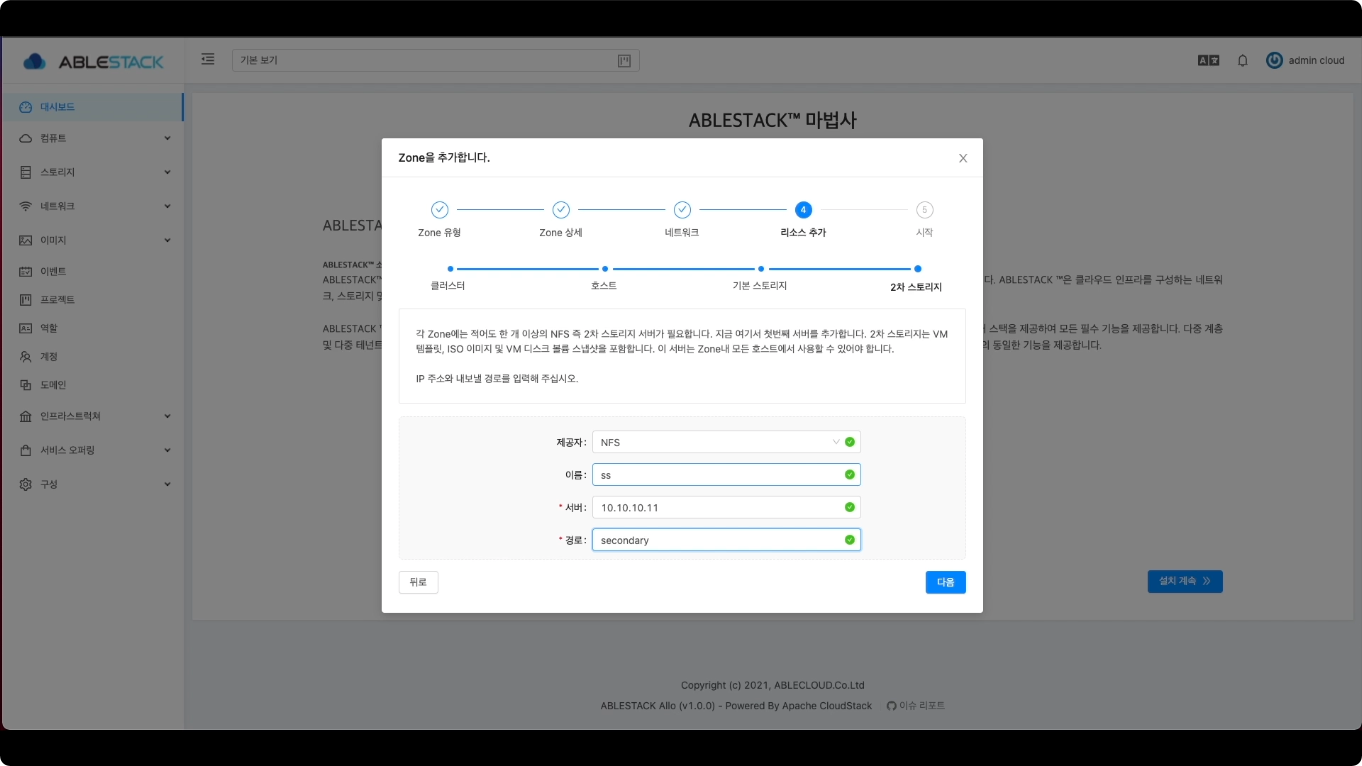 ABLESTACK
기본 보기
admin cloud
대시보드
컴퓨트
스토리지
네트워크
이미지
이벤트
프로젝트
역할
계정
도메인
인프라스트럭쳐
서비스 오퍼링
구성
ABLESTACK™ 마법사
ABLESTA
ABLESTACK™ 소
ABLESTACK™
다. ABLESTACK ™은 클라우드 인프라를 구성하는 네트워
크, 스토리지 및
ABLESTACK
스택을 제공하여 모든 필수 기능을 제공합니다. 다중 계층
및 다중 테넌트
의 동일한 기능을 제공합니다.
Zone을 추가합니다.
4
5
Zone 유형
Zone 상세
네트워크
리소스 추가
시작
클러스터
호스트
기본 스토리지
2차 스토리지
각 Zone에는 적어도 한 개 이상의 NFS 즉 2차 스토리지 서버가 필요합니다. 지금 여기서 첫번째 서버를 추가합니다. 2차 스토리지는 VM
템플릿, ISO 이미지 및 VM 디스크 볼륨 스냅샷을 포함합니다. 이 서버는 Zone내 모든 호스트에서 사용할 수 있어야 합니다.
IP 주소와 내보낼 경로를 입력해 주십시오.
제공자: NFS
이름: ss
* 서버: 10.10.10.11
* 경로: secondary
뒤로
다음
설치 계속
Copyright (c) 2021, ABLECLOUD.Co.Ltd
ABLESTACK Allo (v1.0.0) - Powered By Apache CloudStack 이슈 리포트